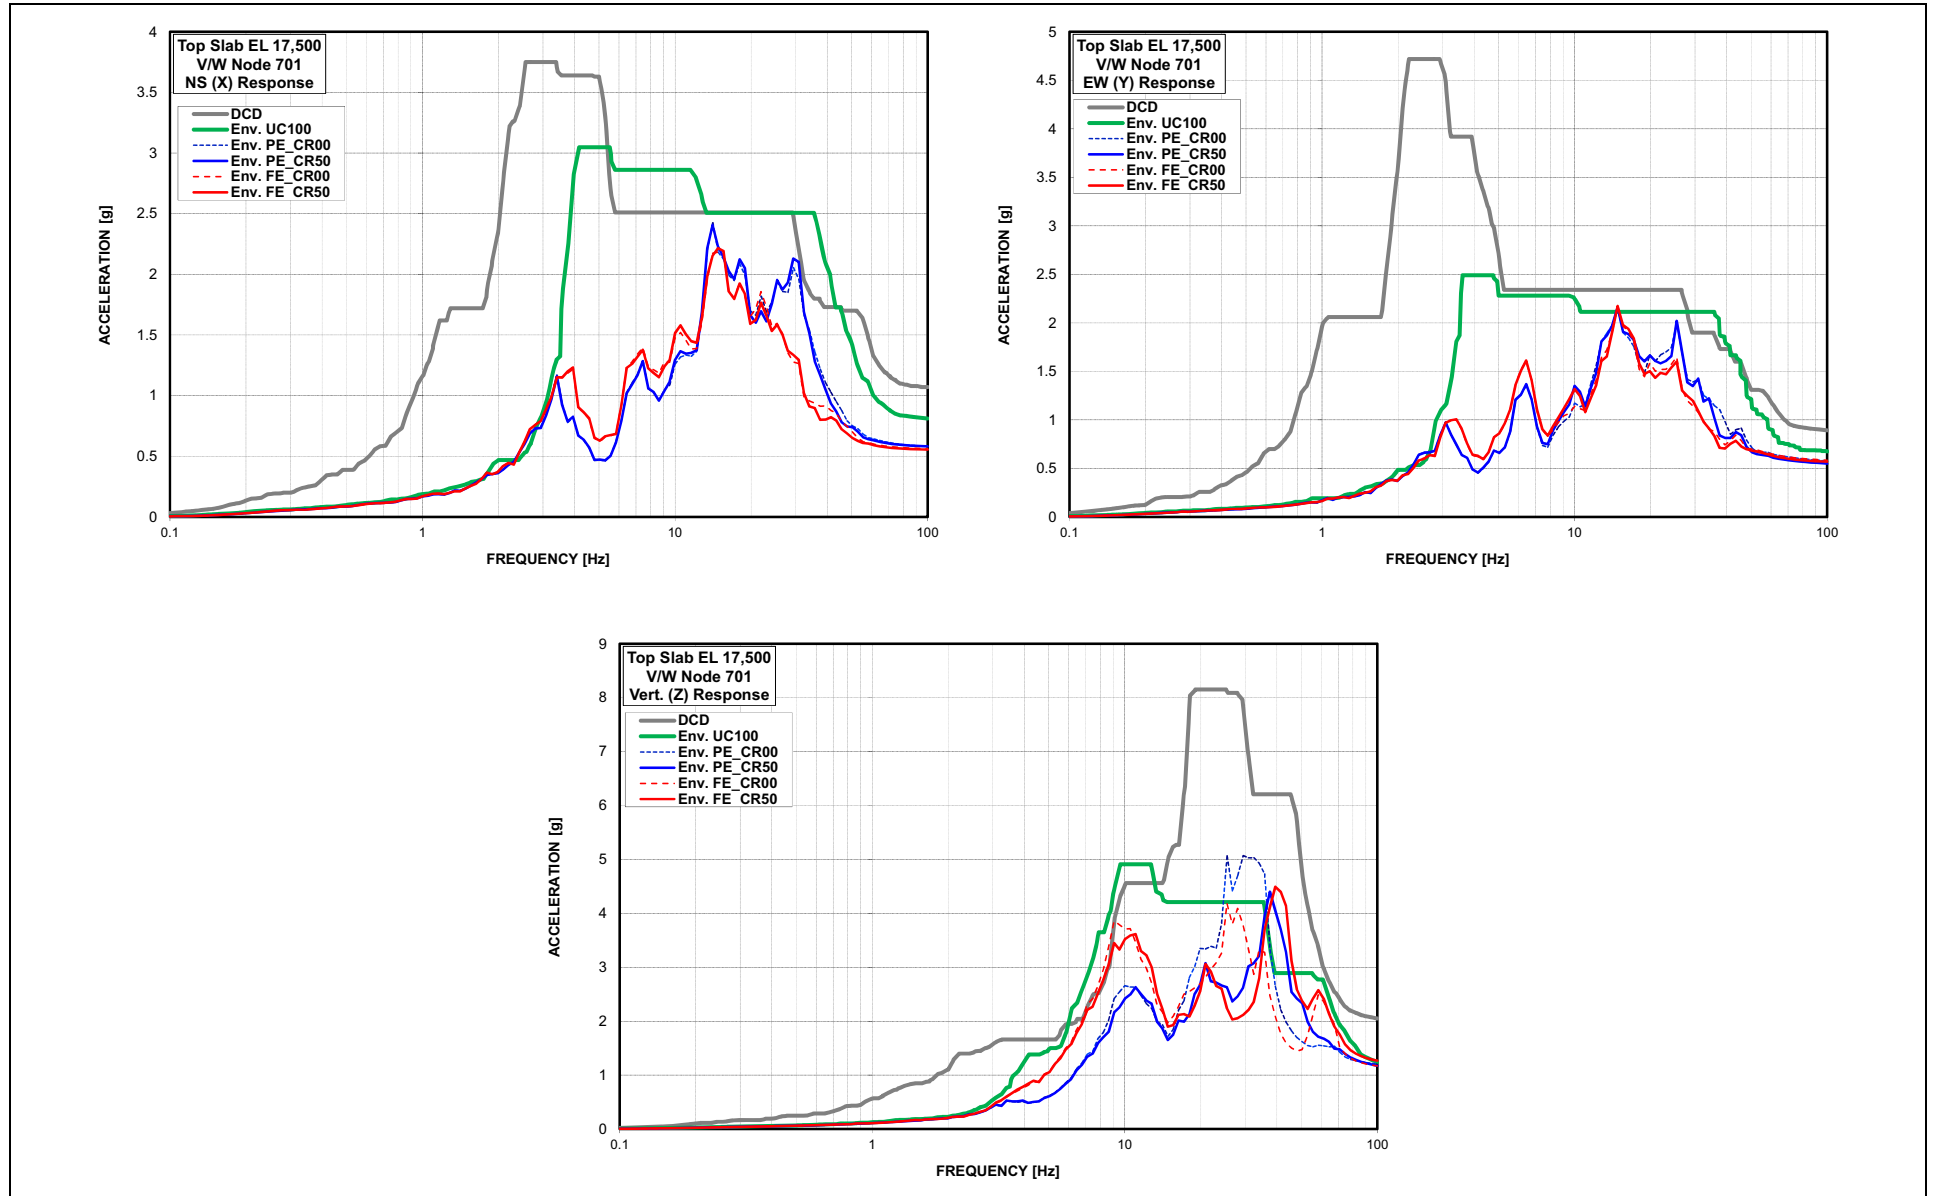 Top Slab EL 17,500
V/W Node 701
NS (X) Response
DCD
Env. UC100
Env. PE_CR00
Env. PE_CR50
Env. FE_CR00
Env. FE_CR50
4
3.5
3
2.5
2
1.5
1
0.5
0
ACCELERATION [g]
0.1
1
10
100
FREQUENCY [Hz]
Top Slab EL 17,500
V/W Node 701
EW (Y) Response
DCD
Env. UC100
Env. PE_CR00
Env. PE_CR50
Env. FE_CR00
Env. FE_CR50
5
4.5
4
3.5
3
2.5
2
1.5
1
0.5
0
ACCELERATION [g]
0.1
1
10
100
FREQUENCY [Hz]
Top Slab EL 17,500
V/W Node 701
Vert. (Z) Response
DCD
Env. UC100
Env. PE_CR00
Env. PE_CR50
Env. FE_CR00
Env. FE_CR50
9
8
7
6
5
4
3
2
1
0
ACCELERATION [g]
0.1
1
10
100
FREQUENCY [Hz]